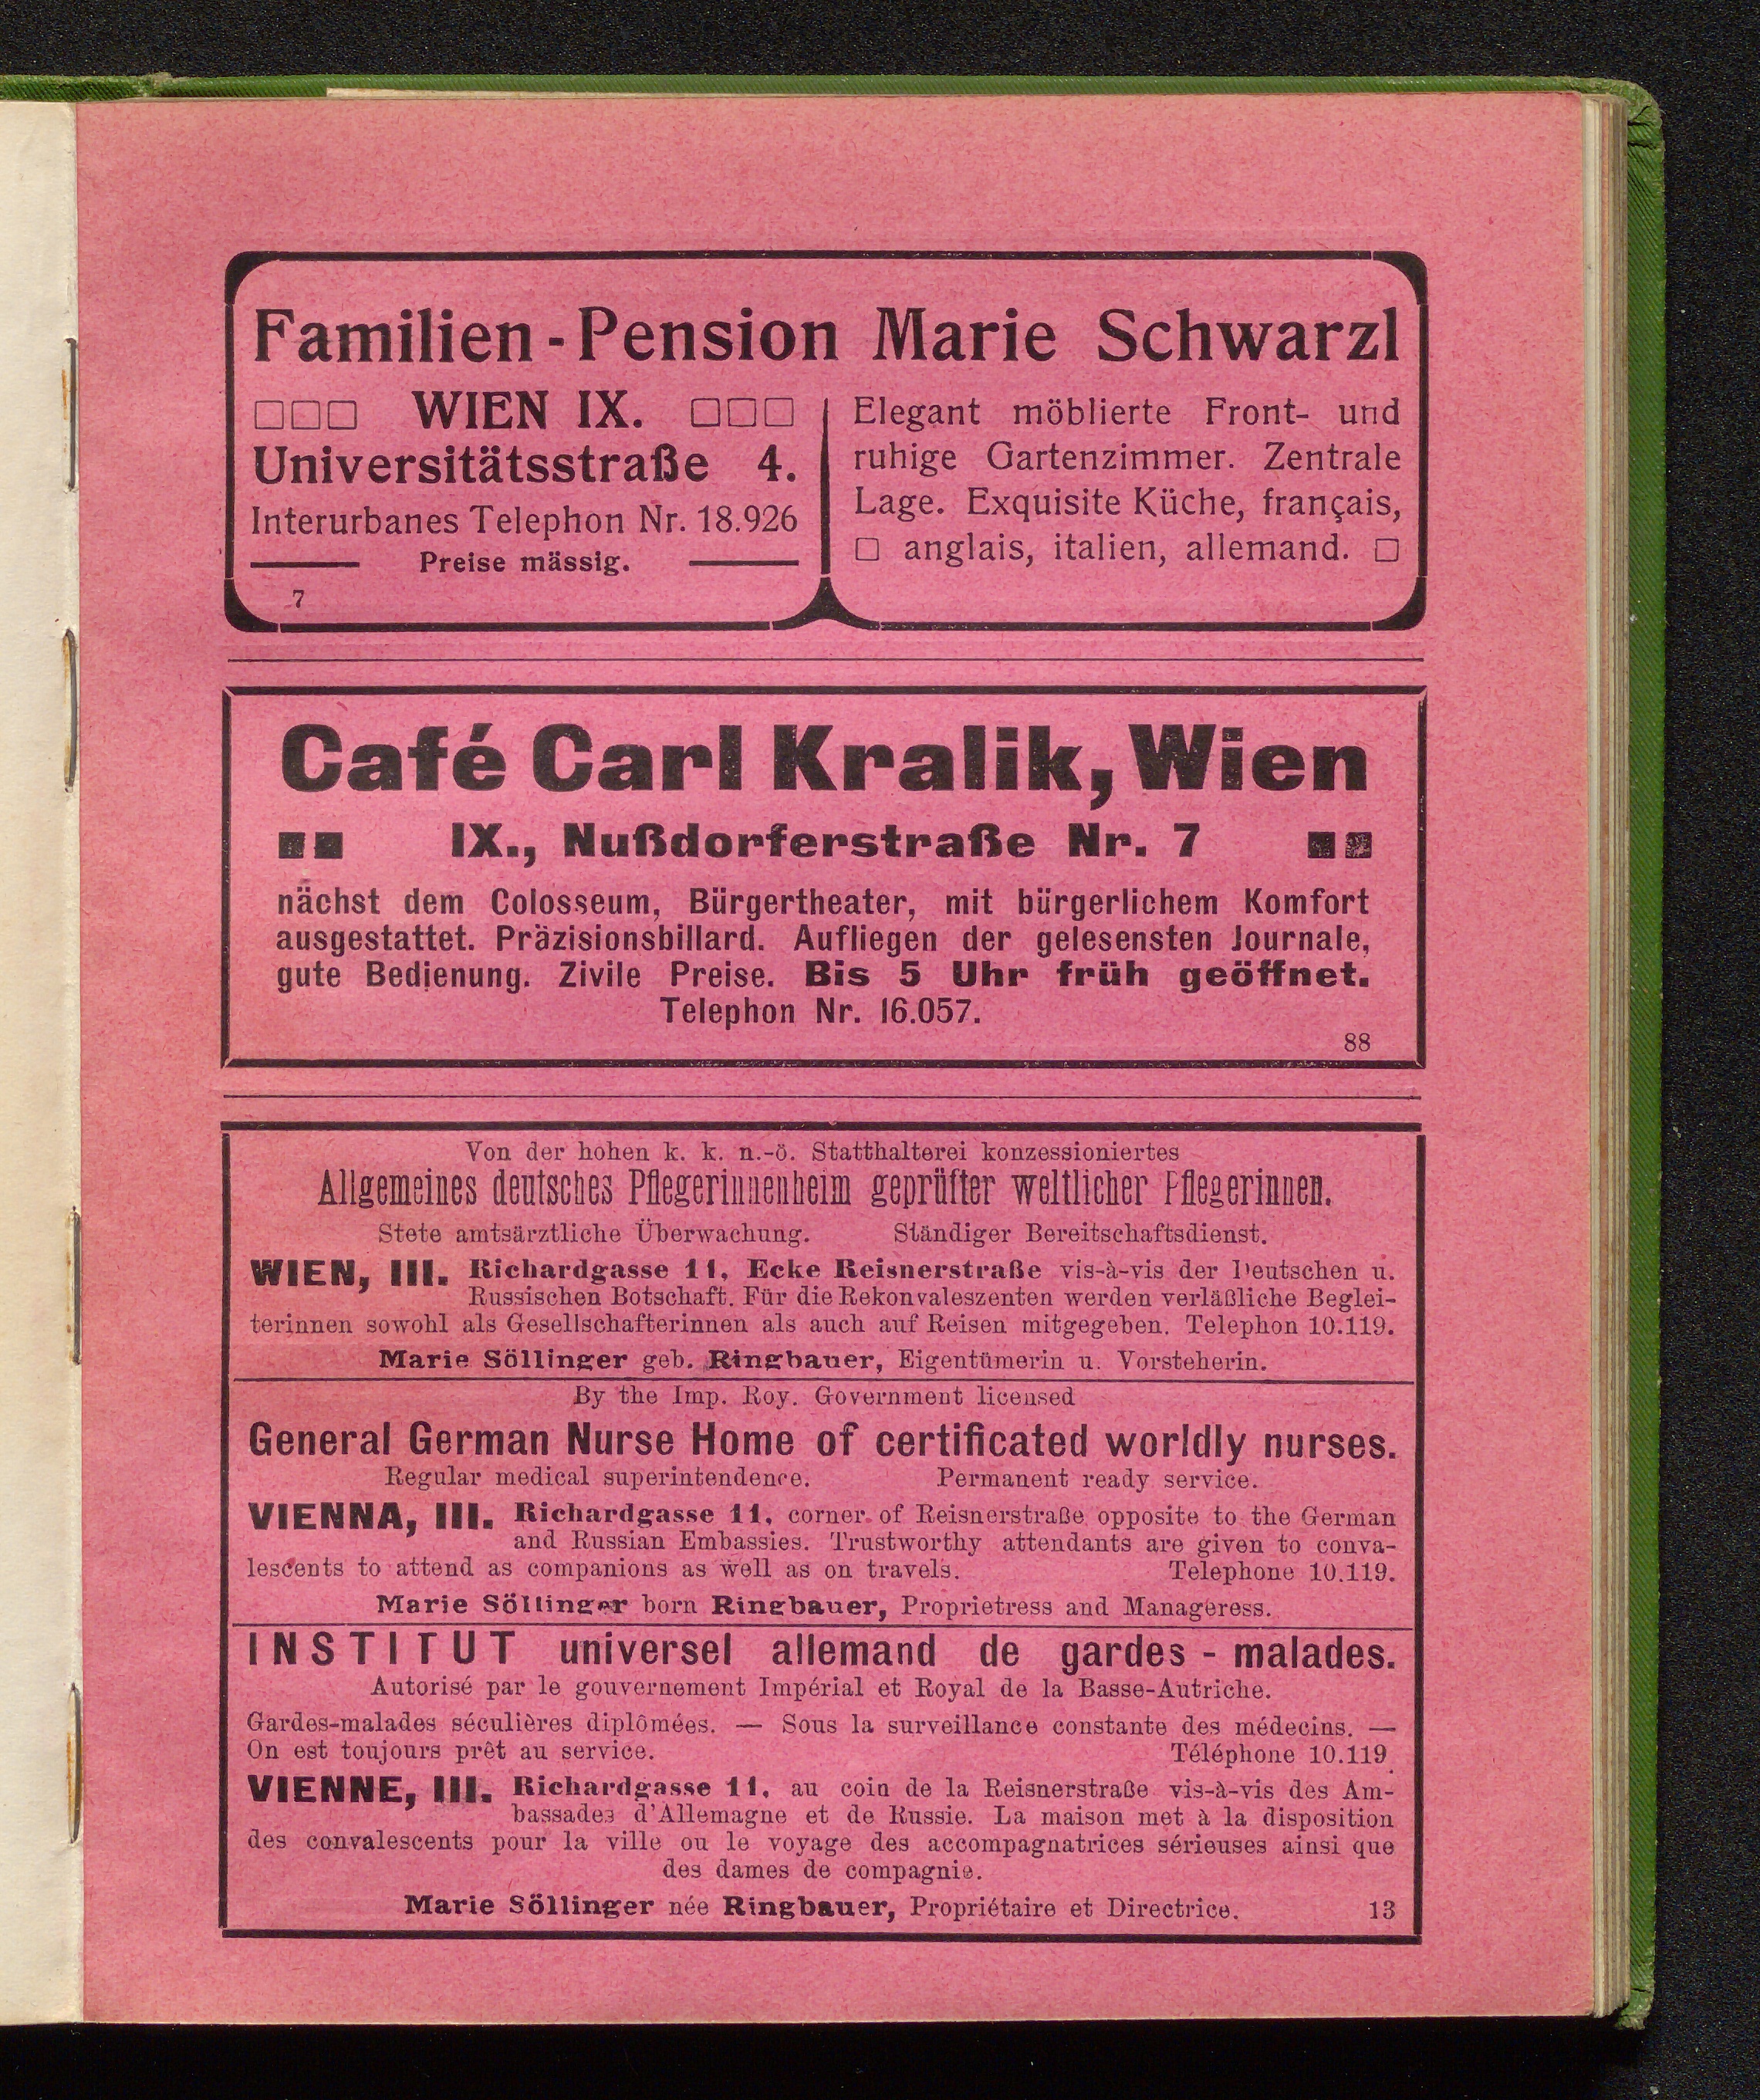 Familien-Pension Marie Schwarzl
□□□ WIEN IX. □□□
Universitätsstraße 4.
Interurbanes Telephon Nr. 18.926
Preise mässig.
7
Elegant möblierte Front- und
ruhige Gartenzimmer. Zentrale
Lage. Exquisite Küche, français,
□ anglais, italien, allemand. □
Café Carl Kralik, Wien
■■ IX., Nußdorferstraße Nr. 7 ■■
nächst dem Colosseum, Bürgertheater, mit bürgerlichem Komfort
ausgestattet. Präzisionsbillard. Aufliegen der gelesensten Journale,
gute Bedienung. Zivile Preise. Bis 5 Uhr früh geöffnet.
Telephon Nr. 16.057.
88
Von der hohen k. k. n.-ö. Statthalterei konzessioniertes
Allgemeines deutsches Pflegerinnenheim geprüfter weltlicher Pflegerinnen.
Stete amtsärztliche Überwachung. Ständiger Bereitschaftsdienst.
WIEN, III. Richardgasse 11, Ecke Reisnerstraße vis-à-vis der Deutschen u.
Russischen Botschaft. Für die Rekonvaleszenten werden verläßliche Beglei-
terinnen sowohl als Gesellschafterinnen als auch auf Reisen mitgegeben. Telephon 10.119.
Marie Söllinger geb. Ringbauer, Eigentümerin u. Vorsteherin.
By the Imp. Roy. Government licensed
General German Nurse Home of certificated worldly nurses.
Regular medical superintendence. Permanent ready service.
VIENNA, III. Richardgasse 11, corner of Reisnerstraße opposite to the German
and Russian Embassies. Trustworthy attendants are given to conva-
lescents to attend as companions as well as on travels. Telephone 10.119.
Marie Söllinger born Ringbauer, Proprietress and Manageress.
INSTITUT universel allemand de gardes-malades.
Autorisé par le gouvernement Impérial et Royal de la Basse-Autriche.
Gardes-malades séculières diplômées. — Sous la surveillance constante des médecins. —
On est toujours prêt au service. Téléphone 10.119.
VIENNE, III. Richardgasse 11, au coin de la Reisnerstraße vis-à-vis des Am-
bassades d'Allemagne et de Russie. La maison met à la disposition
des convalescents pour la ville ou le voyage des accompagnatrices sérieuses ainsi que
des dames de compagnie.
Marie Söllinger née Ringbauer, Propriétaire et Directrice. 13